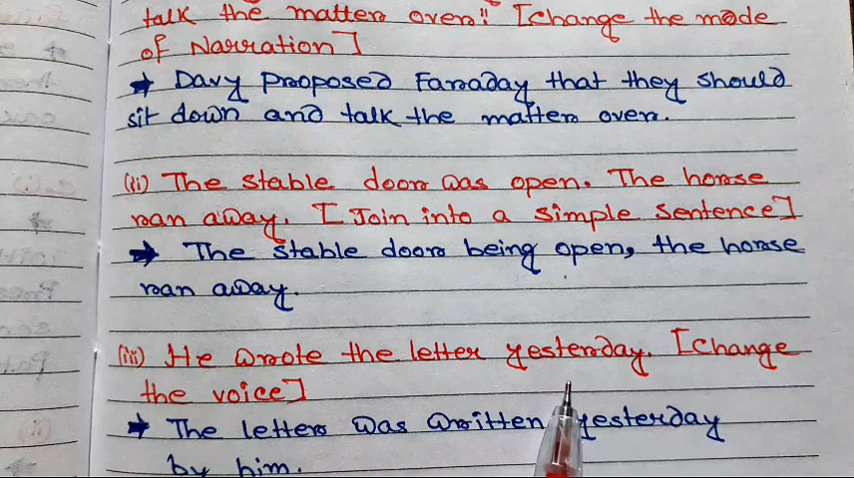 talk the matter over." [Change the mode
of Narration]
→ Davy proposed Faraday that they should
sit down and talk the matter over.
(ii) The stable door was open. The horse
ran away. [Join into a simple sentence]
→ The stable door being open, the horse
ran away.
(iii) He wrote the letter yesterday. [Change
the voice]
→ The letter was written yesterday
by him.